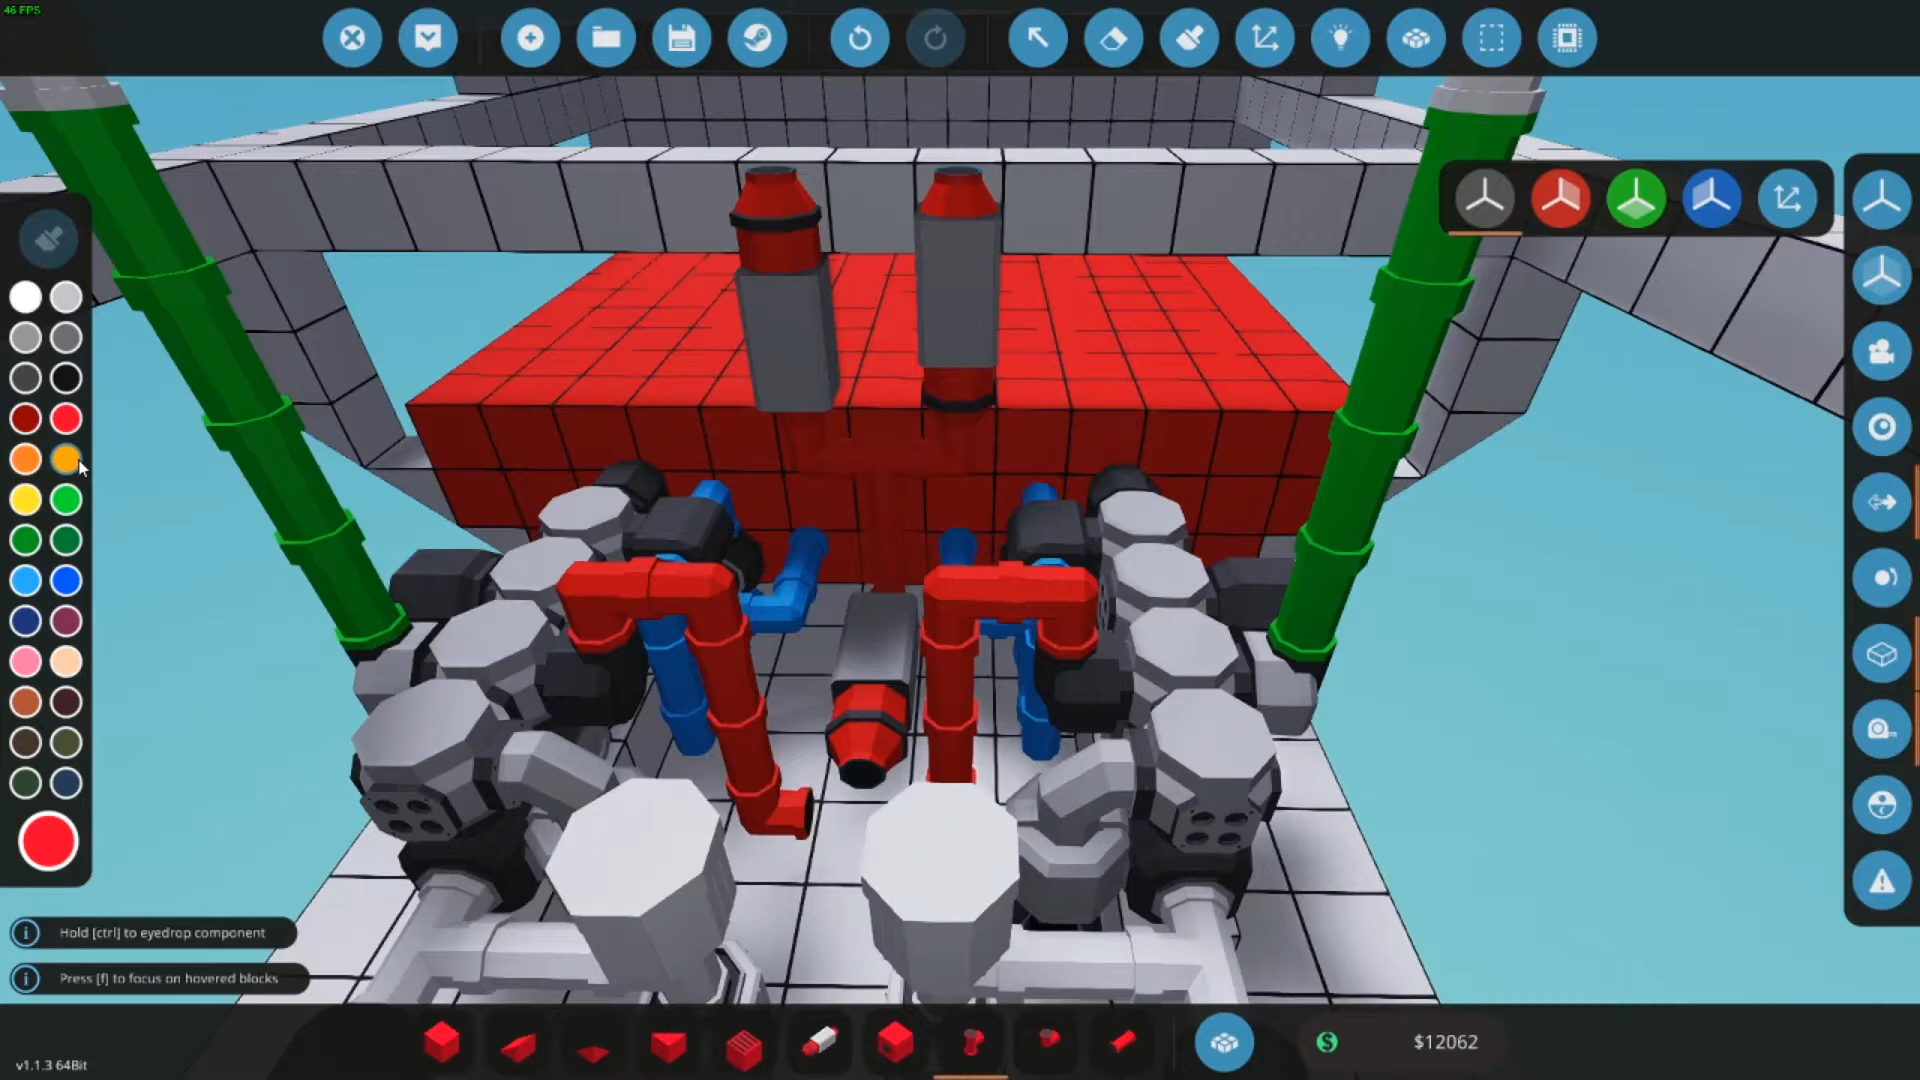 46 FPS
Hold [ctrl] to eyedrop component
Press [f] to focus on hovered blocks
$12062
v1.1.3 64Bit